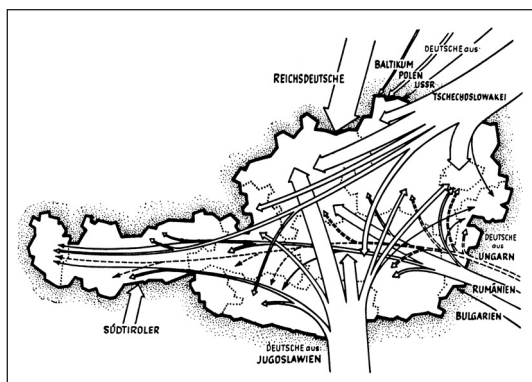 DEUTSCHE aus:
BALTIKUM
POLEN
USSR
REICHSDEUTSCHE
TSCHECHOSLOWAKEI
DEUTSCHE
aus
UNGARN
RUMÄNIEN
BULGARIEN
SÜDTIROLER
DEUTSCHE aus:
JUGOSLAWIEN